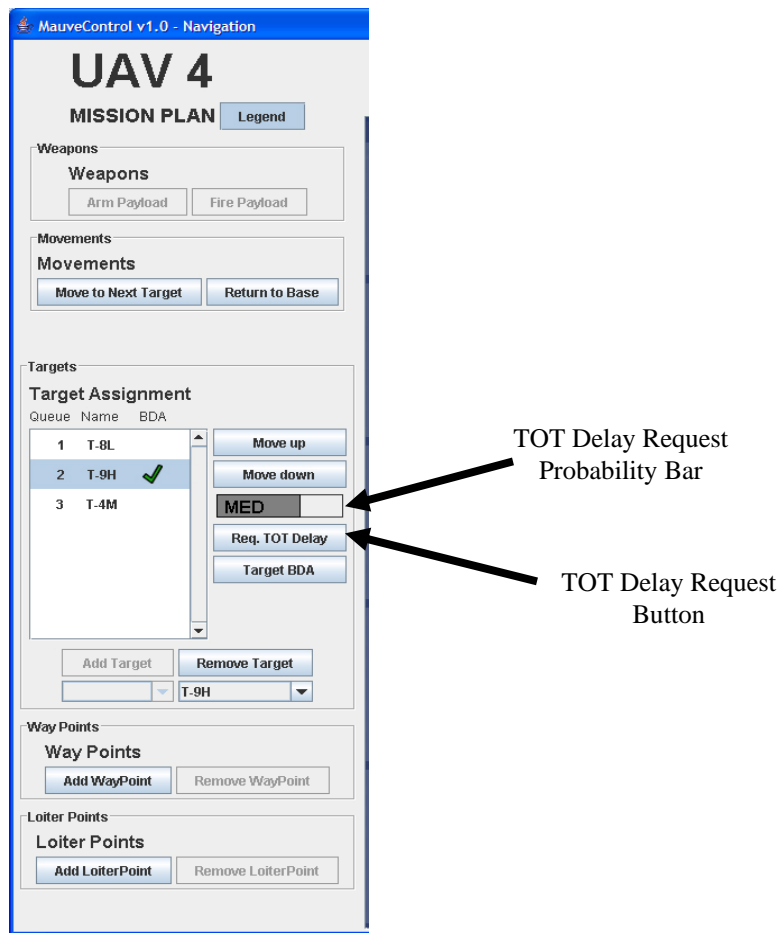 MauveControl v1.0 - Navigation
UAV 4
MISSION PLAN Legend
Weapons
Weapons
Arm Payload Fire Payload
Movements
Movements
Move to Next Target Return to Base
Targets
Target Assignment
Queue Name BDA
1 T-8L Move up
2 T-9H Move down
3 T-4M MED
Req. TOT Delay
Target BDA
Add Target Remove Target
T-9H
Way Points
Way Points
Add WayPoint Remove WayPoint
Loiter Points
Loiter Points
Add LoiterPoint Remove LoiterPoint
TOT Delay Request
Probability Bar
TOT Delay Request
Button